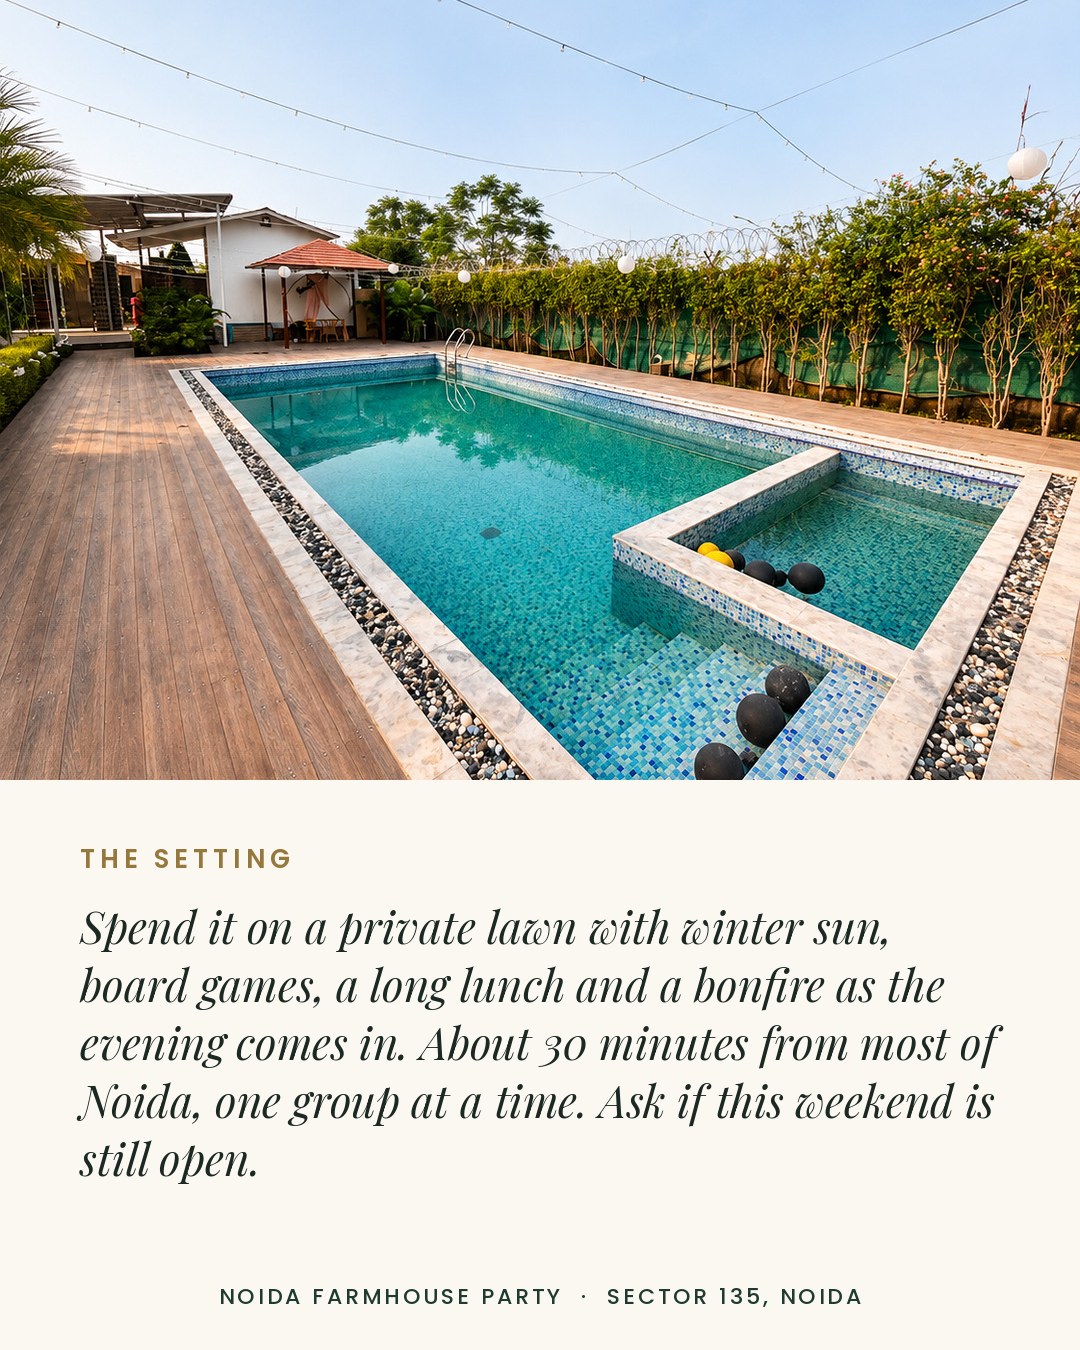 THE SETTING
Spend it on a private lawn with winter sun,
board games, a long lunch and a bonfire as the
evening comes in. About 30 minutes from most of
Noida, one group at a time. Ask if this weekend is
still open.
NOIDA FARMHOUSE PARTY · SECTOR 135, NOIDA